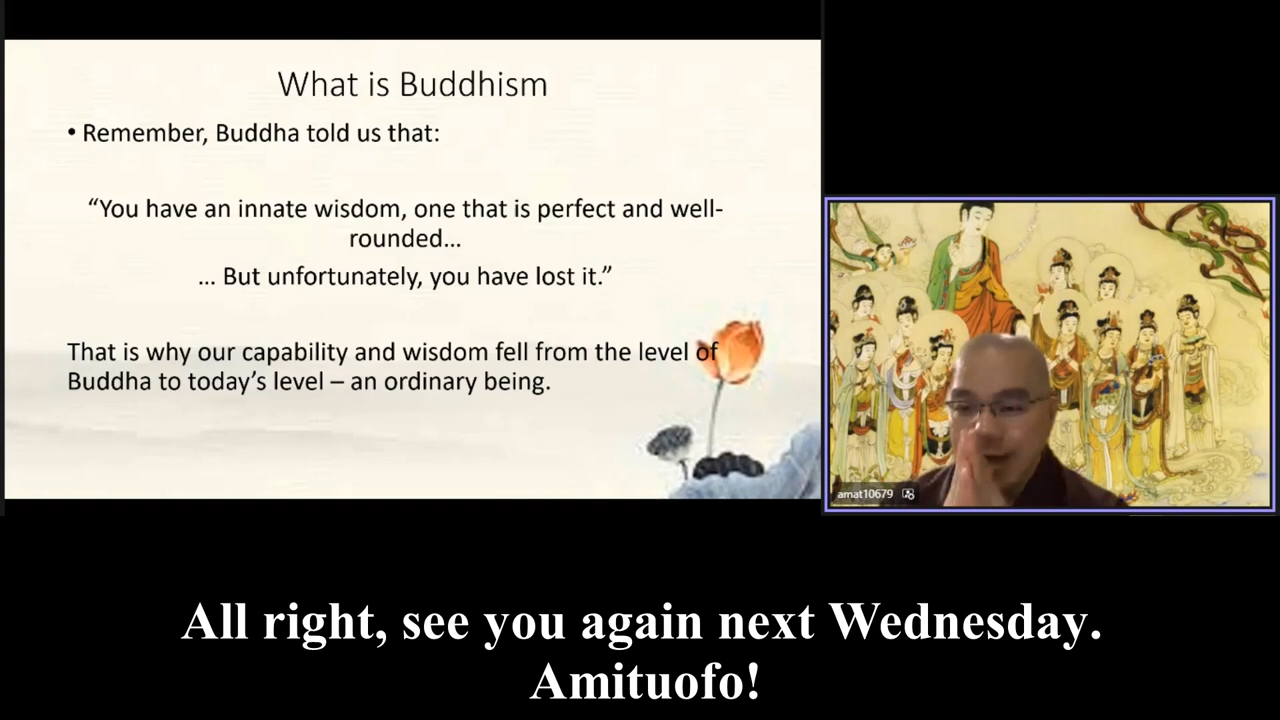 What is Buddhism
• Remember, Buddha told us that:
“You have an innate wisdom, one that is perfect and well-
rounded…
… But unfortunately, you have lost it.”
That is why our capability and wisdom fell from the level of
Buddha to today’s level – an ordinary being.
amat10679
All right, see you again next Wednesday.
Amituofo!